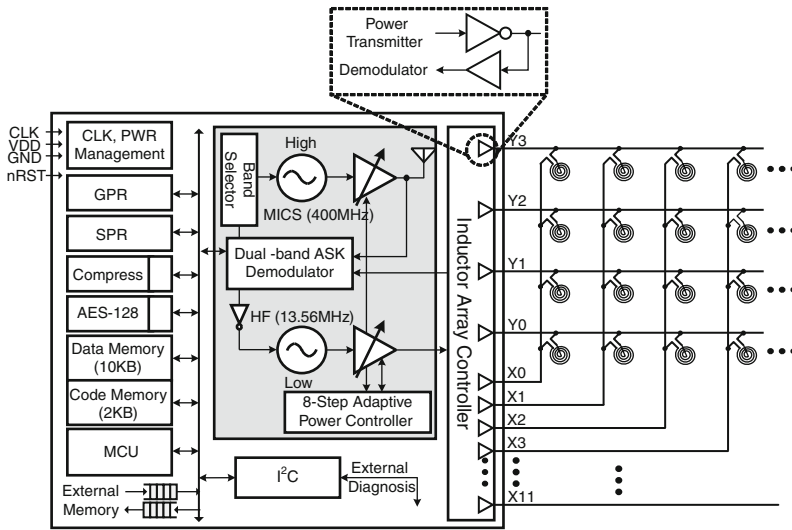 Power
Transmitter
Demodulator
CLK
VDD
GND
nRST
CLK, PWR
Management
GPR
SPR
Compress
AES-128
Data Memory
(10KB)
Code Memory
(2KB)
MCU
External
Memory
Band
Selector
High
MICS (400MHz)
Dual -band ASK
Demodulator
HF (13.56MHz)
Low
8-Step Adaptive
Power Controller
I²C
External
Diagnosis
Inductor Array Controller
Y3
Y2
Y1
Y0
X0
X1
X2
X3
X11